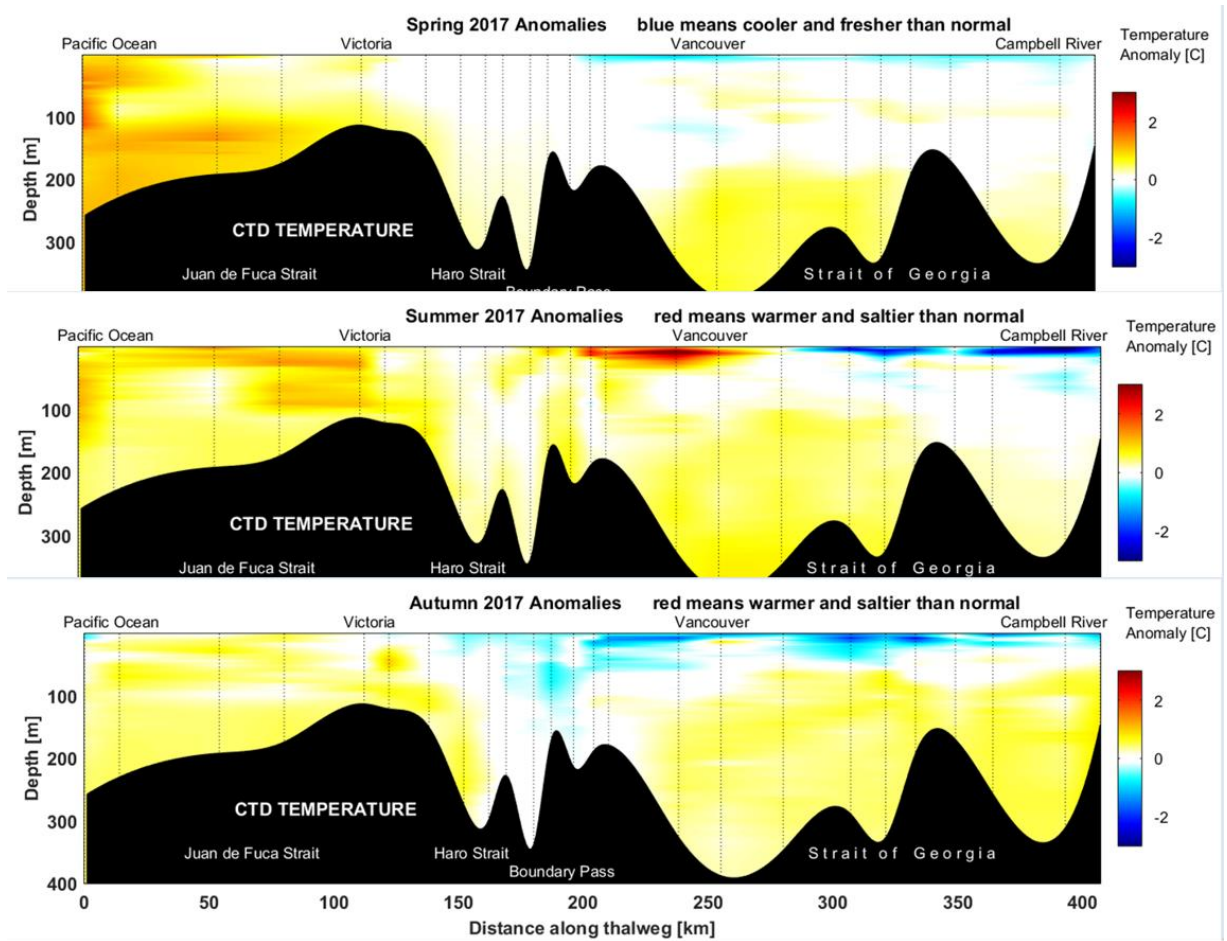 Spring 2017 Anomalies blue means cooler and fresher than normal
Pacific Ocean Victoria Vancouver Campbell River
Temperature
Anomaly [C]
100
200
300
Depth [m]
2
0
-2
CTD TEMPERATURE
Juan de Fuca Strait Haro Strait Strait of Georgia
Boundary Pass
Summer 2017 Anomalies red means warmer and saltier than normal
Pacific Ocean Victoria Vancouver Campbell River
Temperature
Anomaly [C]
100
200
300
Depth [m]
2
0
-2
CTD TEMPERATURE
Juan de Fuca Strait Haro Strait Strait of Georgia
Autumn 2017 Anomalies red means warmer and saltier than normal
Pacific Ocean Victoria Vancouver Campbell River
Temperature
Anomaly [C]
100
200
300
400
Depth [m]
2
0
-2
CTD TEMPERATURE
Juan de Fuca Strait Haro Strait Strait of Georgia
Boundary Pass
0 50 100 150 200 250 300 350 400
Distance along thalweg [km]